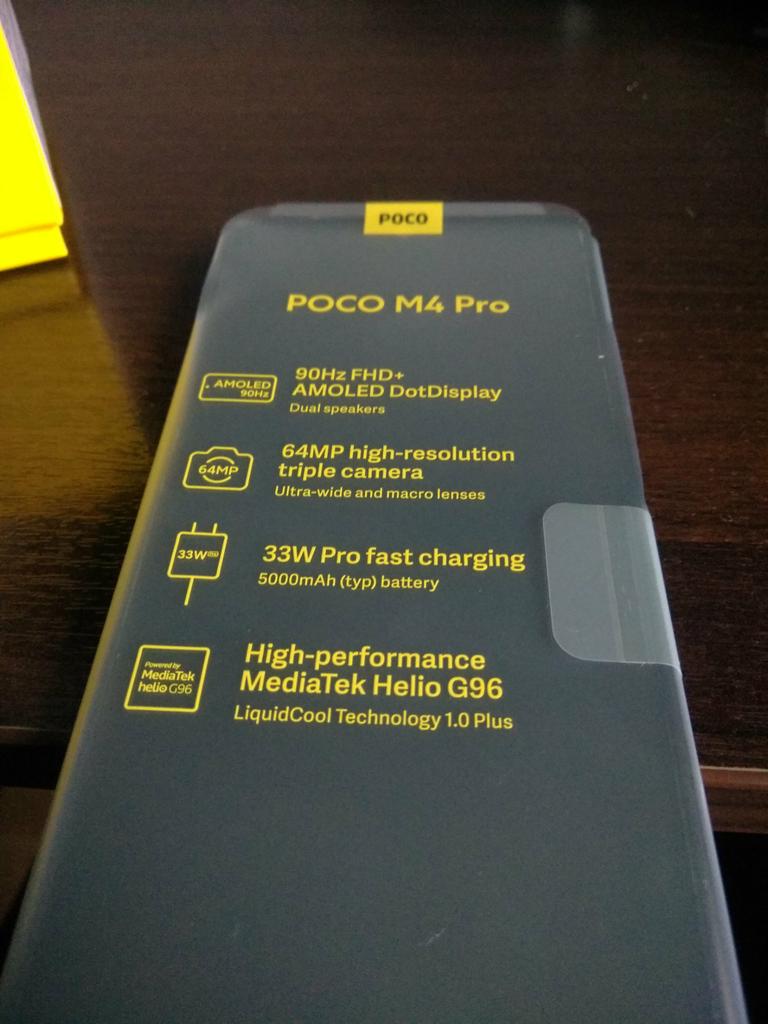 POCO
POCO M4 Pro
AMOLED
90Hz
90Hz FHD+
AMOLED DotDisplay
Dual speakers
64MP
64MP high-resolution
triple camera
Ultra-wide and macro lenses
33W
33W Pro fast charging
5000mAh (typ) battery
Powered by
MediaTek
helio G96
High-performance
MediaTek Helio G96
LiquidCool Technology 1.0 Plus